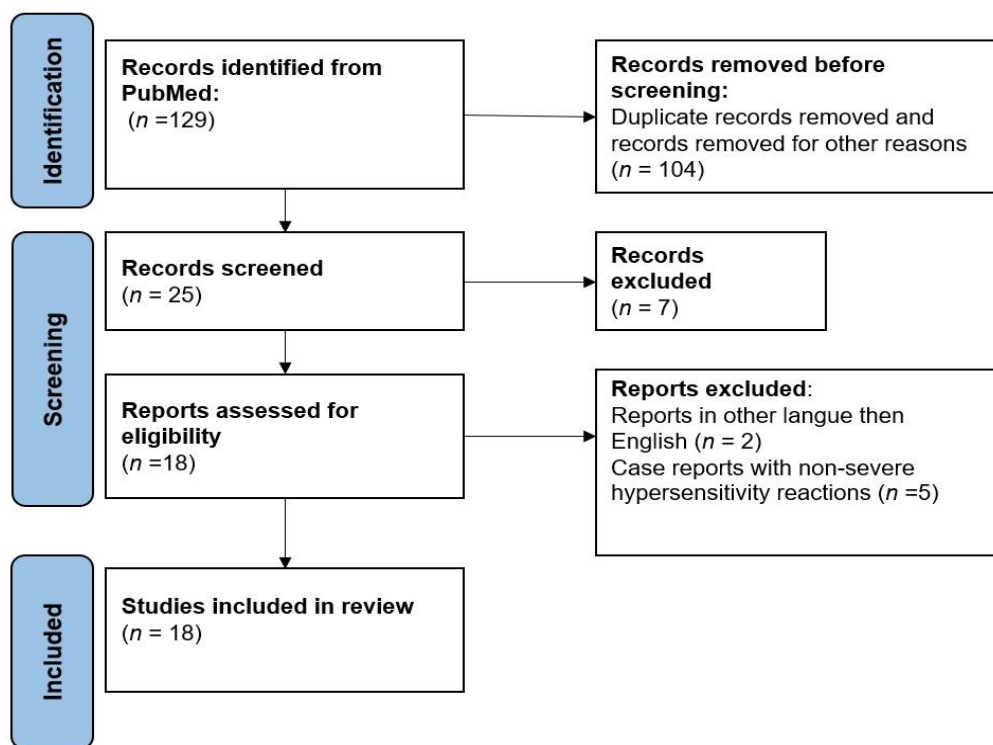 Identification
Records identified from
PubMed:
(n =129)
Records removed before
screening:
Duplicate records removed and
records removed for other reasons
(n = 104)
Screening
Records screened
(n = 25)
Records
excluded
(n = 7)
Reports assessed for
eligibility
(n =18)
Reports excluded:
Reports in other langue then
English (n = 2)
Case reports with non-severe
hypersensitivity reactions (n =5)
Included
Studies included in review
(n = 18)